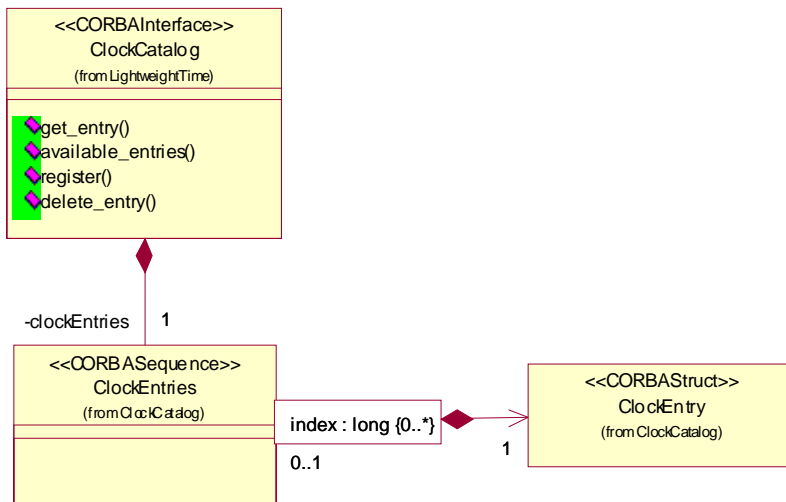 <<CORBAInterface>>
ClockCatalog
(from LightweightTime)
get_entry()
available_entries()
register()
delete_entry()
-clockEntries 1
<<CORBASequence>>
ClockEntries
(from ClockCatalog)
index : long {0..*}
0..1
1
<<CORBAStruct>>
ClockEntry
(from ClockCatalog)